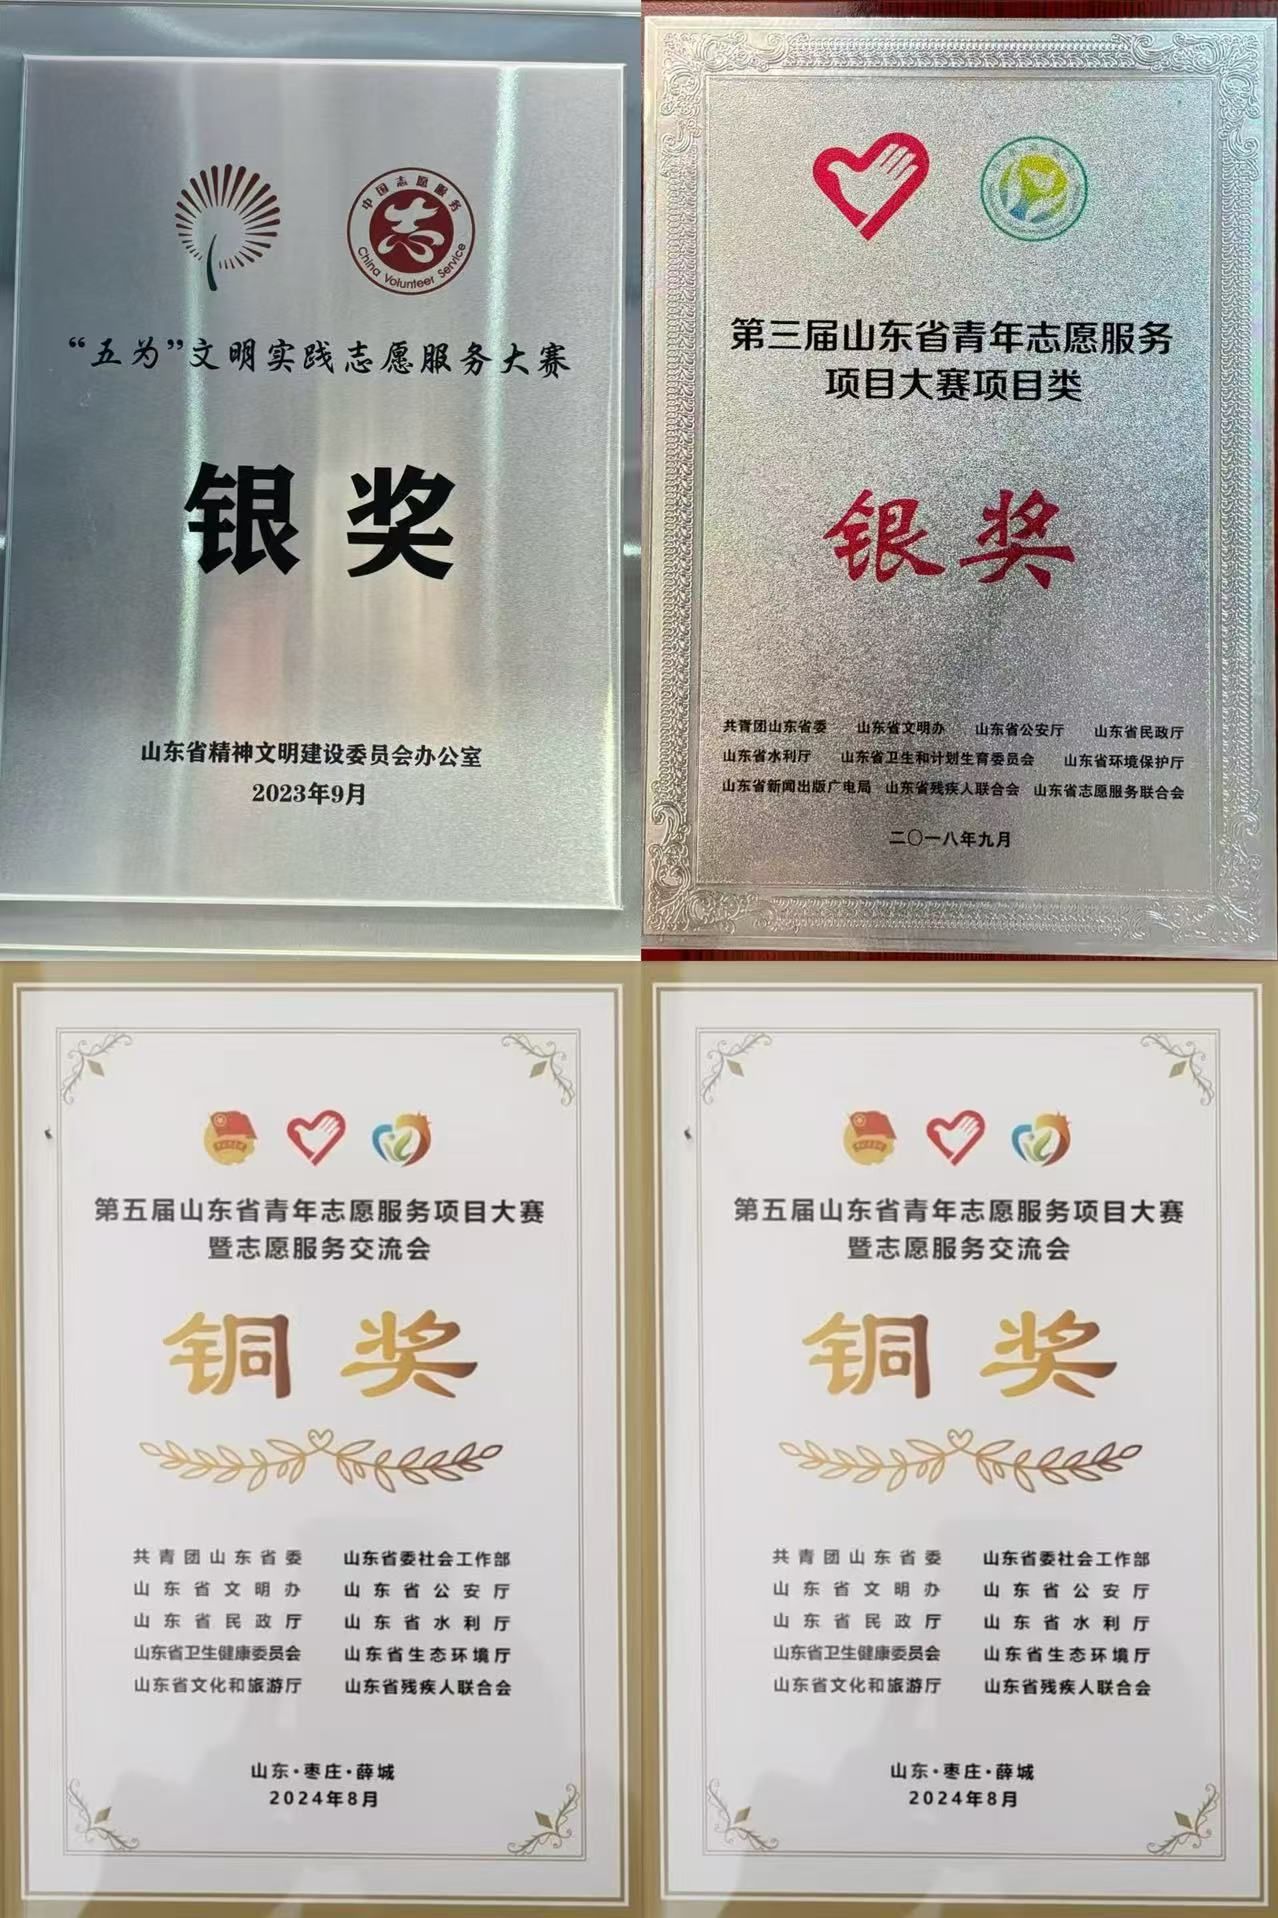 中国志愿服务
志
China Volunteer Service
“五为”文明实践志愿服务大赛
银奖
山东省精神文明建设委员会办公室
2023年9月
第三届山东省青年志愿服务
项目大赛项目类
银奖
共青团山东省委 山东省文明办 山东省公安厅 山东省民政厅
山东省水利厅 山东省卫生和计划生育委员会 山东省环境保护厅
山东省新闻出版广电局 山东省残疾人联合会 山东省志愿服务联合会
二〇一八年九月
第五届山东省青年志愿服务项目大赛
暨志愿服务交流会
铜奖
共青团山东省委 山东省委社会工作部
山东省文明办 山东省公安厅
山东省民政厅 山东省水利厅
山东省卫生健康委员会 山东省生态环境厅
山东省文化和旅游厅 山东省残疾人联合会
山东·枣庄·薛城
2024年8月
第五届山东省青年志愿服务项目大赛
暨志愿服务交流会
铜奖
共青团山东省委 山东省委社会工作部
山东省文明办 山东省公安厅
山东省民政厅 山东省水利厅
山东省卫生健康委员会 山东省生态环境厅
山东省文化和旅游厅 山东省残疾人联合会
山东·枣庄·薛城
2024年8月